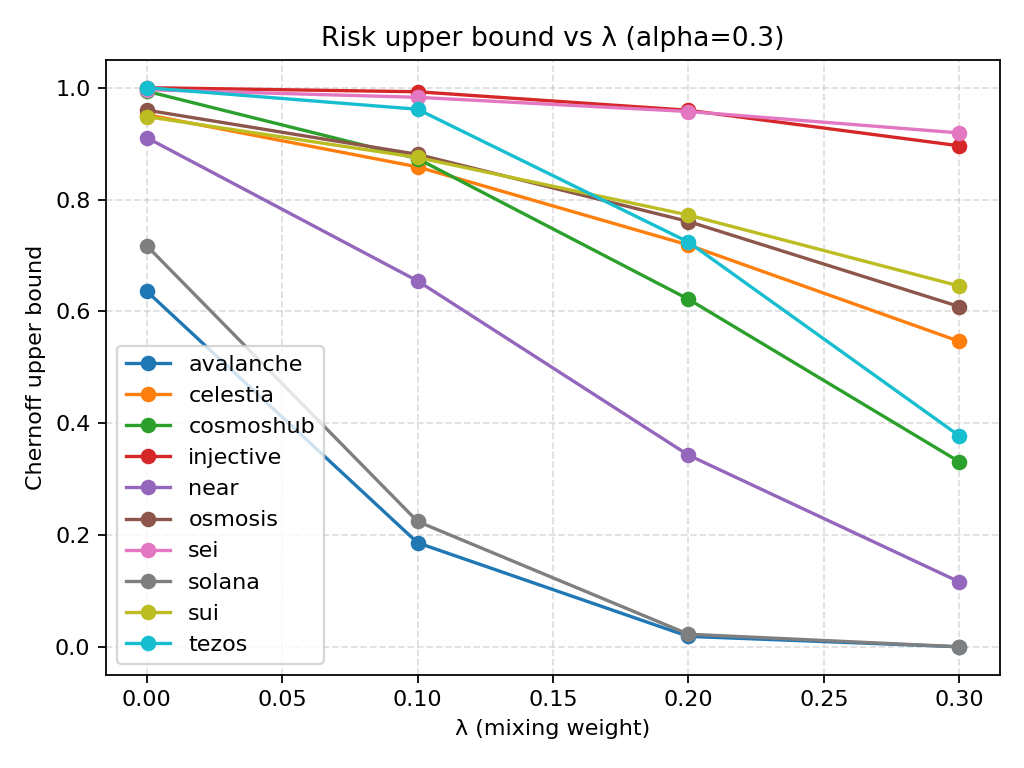 Risk upper bound vs λ (alpha=0.3)
Chernoff upper bound
1.0
0.8
0.6
0.4
0.2
0.0
avalanche
celestia
cosmoshub
injective
near
osmosis
sei
solana
sui
tezos
0.00 0.05 0.10 0.15 0.20 0.25 0.30
λ (mixing weight)